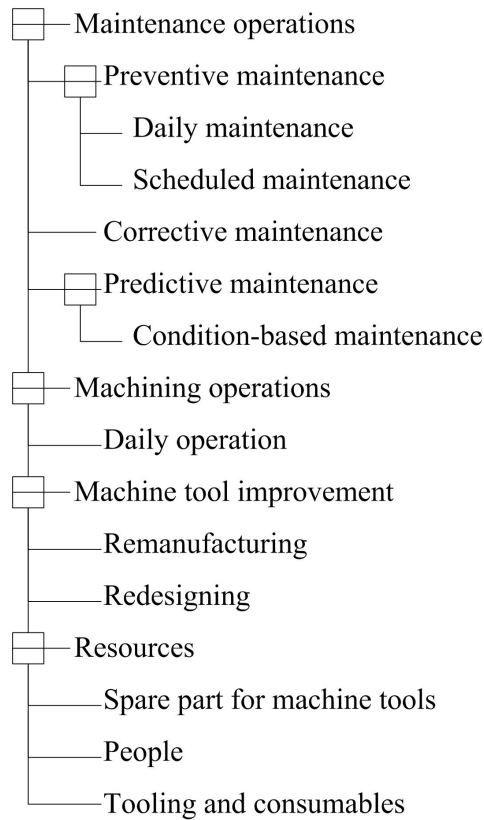 Maintenance operations
Preventive maintenance
Daily maintenance
Scheduled maintenance
Corrective maintenance
Predictive maintenance
Condition-based maintenance
Machining operations
Daily operation
Machine tool improvement
Remanufacturing
Redesigning
Resources
Spare part for machine tools
People
Tooling and consumables